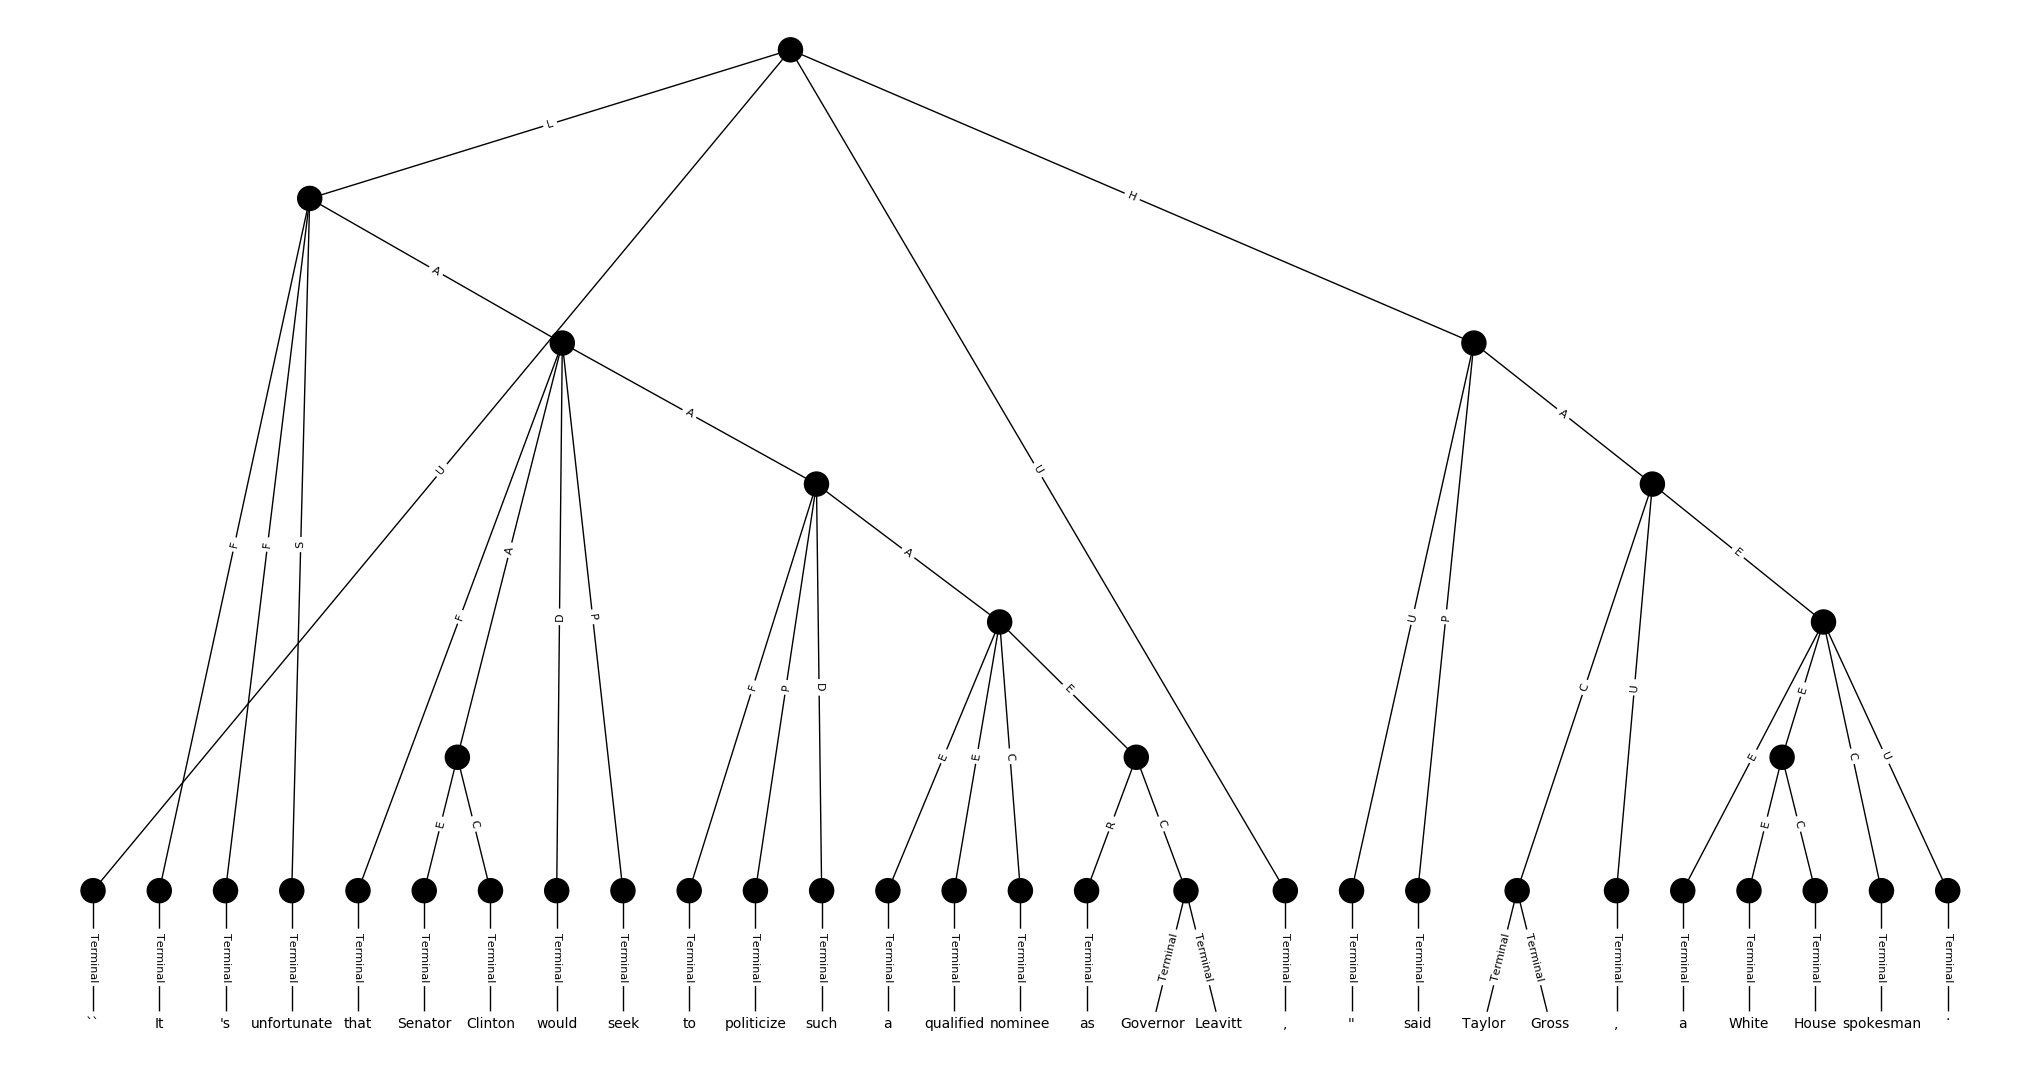 L
H
A
A
A
U
U
E
F
F
S
A
F
D
P
U
P
F
P
D
E
C
U
E
E
E
C
E
E
C
U
E
C
R
C
E
C
Terminal Terminal Terminal Terminal Terminal Terminal Terminal Terminal Terminal Terminal Terminal Terminal Terminal Terminal Terminal Terminal Terminal Terminal Terminal Terminal Terminal Terminal Terminal Terminal Terminal Terminal Terminal Terminal Terminal
`` It 's unfortunate that Senator Clinton would seek to politicize such a qualified nominee as Governor Leavitt , " said Taylor Gross , a White House spokesman .